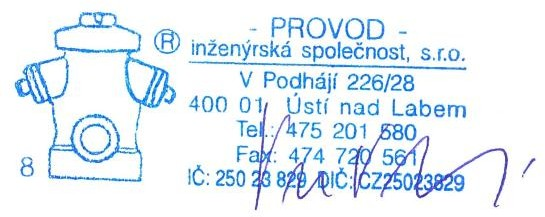 - PROVOD -
®
inženýrská společnost, s.r.o.
V Podhájí 226/28
400 01 Ústí nad Labem
Tel.: 475 201 580
Fax: 474 720 561
8
IČ: 250 23 829 DIČ: CZ25023829